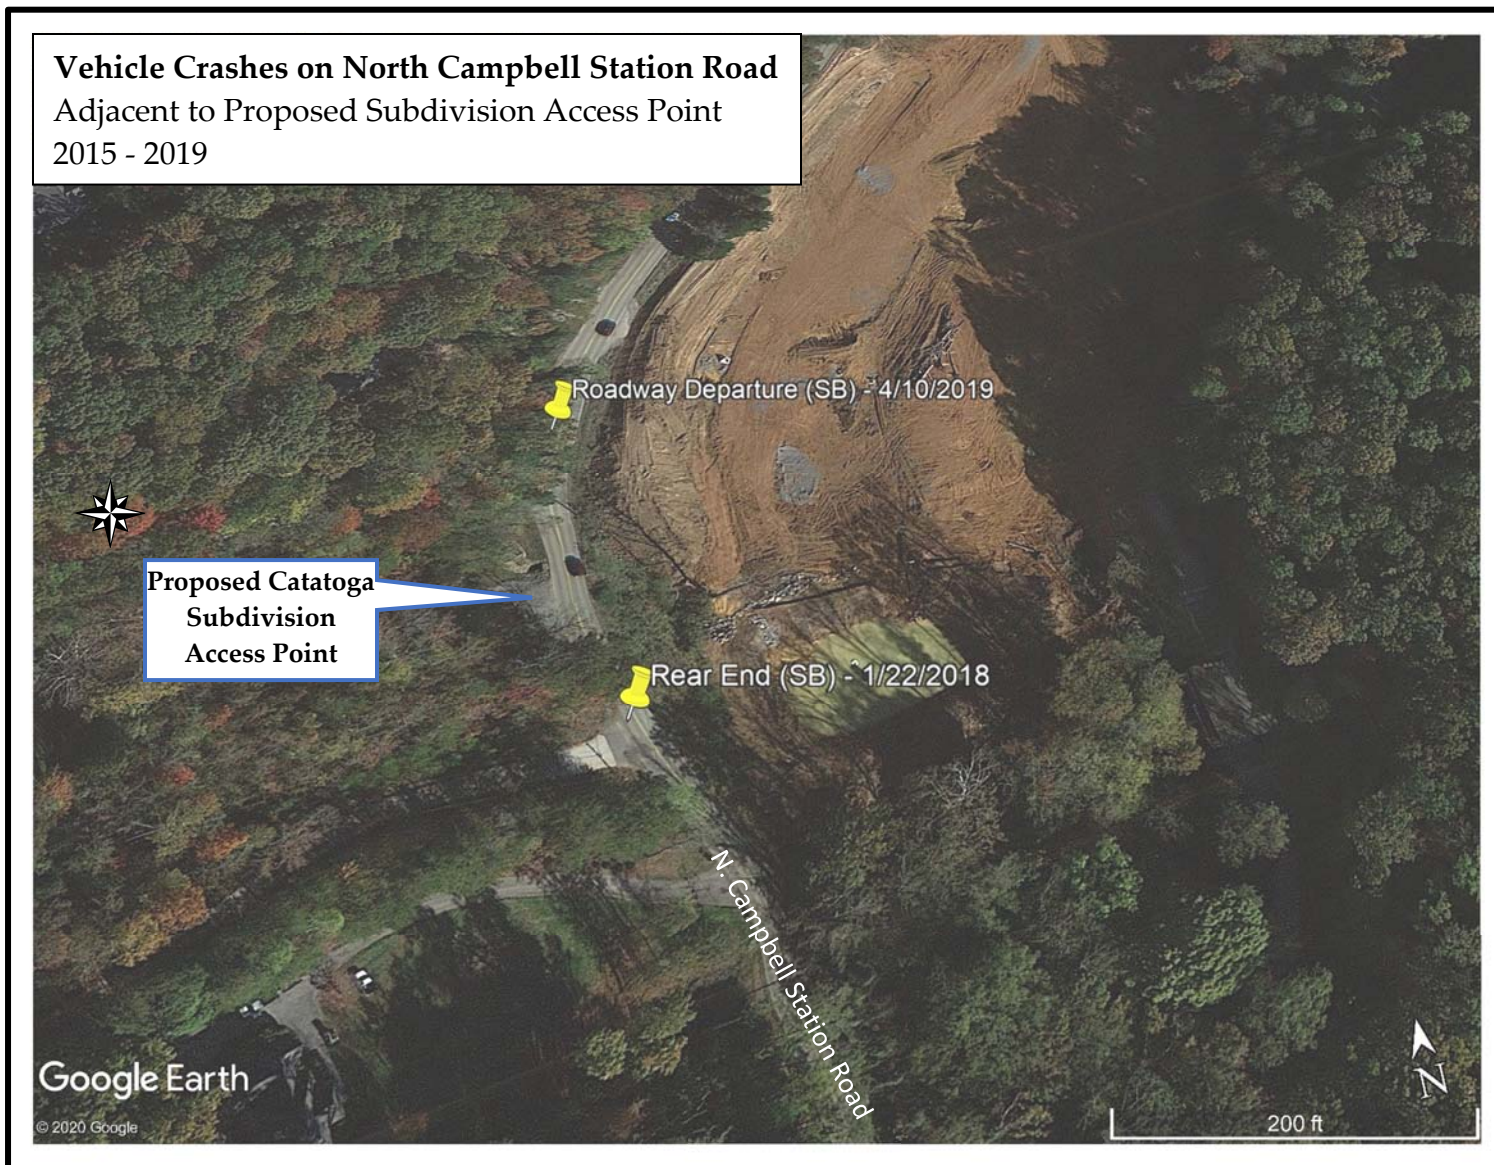 Vehicle Crashes on North Campbell Station Road
Adjacent to Proposed Subdivision Access Point
2015 - 2019
Roadway Departure (SB) - 4/10/2019
Proposed Catatoga
Subdivision
Access Point
Rear End (SB) - 1/22/2018
N. Campbell Station Road
Google Earth
© 2020 Google
N
200 ft